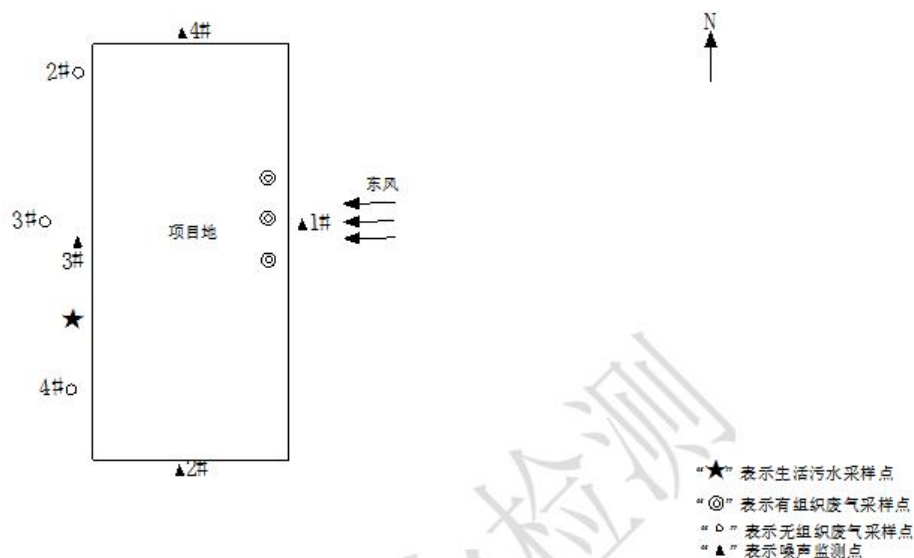 ▲4#
N
2#○
东风
3#○
▲1#
项目地
▲
3#
★
4#○
▲2#
检测
“★”表示生活污水采样点
“◎”表示有组织废气采样点
“○”表示无组织废气采样点
“▲”表示噪声监测点